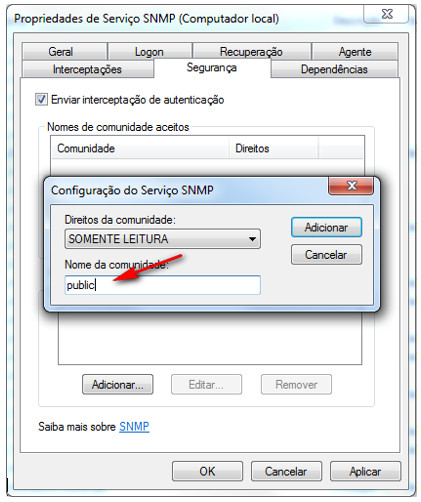 Propriedades de Serviço SNMP (Computador local)
Geral Logon Recuperação Agente
Interceptações Segurança Dependências
Enviar interceptação de autenticação
Nomes de comunidade aceitos
Comunidade Direitos
Configuração do Serviço SNMP
Direitos da comunidade:
SOMENTE LEITURA
Adicionar
Cancelar
Nome da comunidade:
public
Adicionar... Editar... Remover
Saiba mais sobre SNMP
OK Cancelar Aplicar